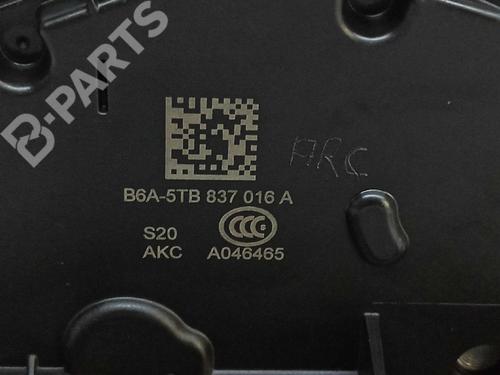 B-PARTS
ARC
B6A-5TB 837 016 A
S20
AKC
CCC
A046465